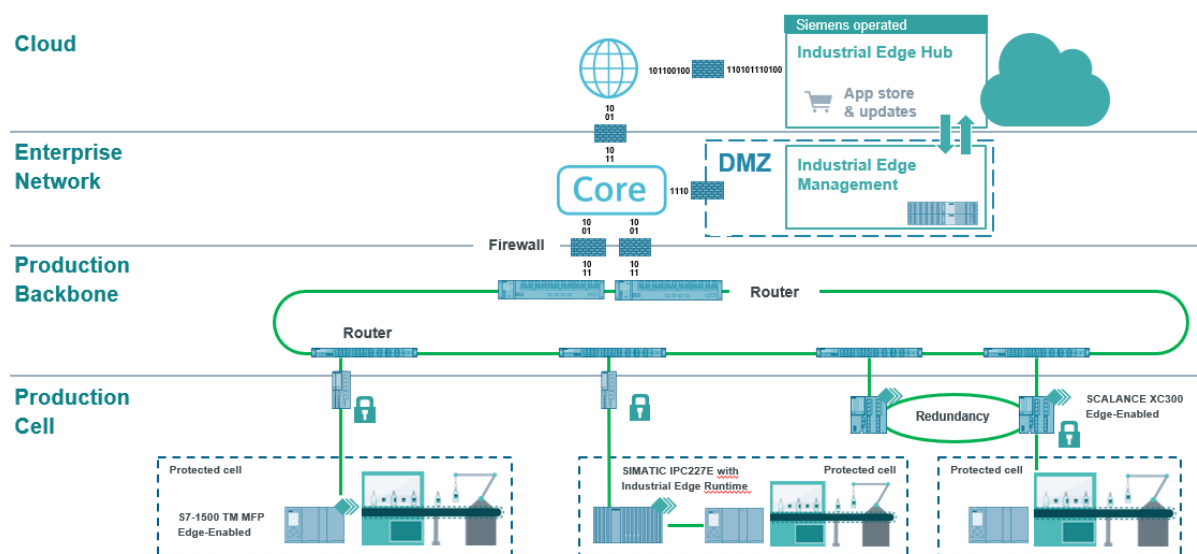 Cloud
Siemens operated
Industrial Edge Hub
101100100
110101110100
App store
& updates
10
01
Enterprise
Network
10
11
DMZ
Industrial Edge
Management
Core
1110
10
01
10
01
Firewall
Production
Backbone
10
11
10
11
Router
Router
Production
Cell
SCALANCE XC300
Edge-Enabled
Redundancy
Protected cell
SIMATIC IPC227E with
Industrial Edge Runtime
Protected cell
Protected cell
S7-1500 TM MFP
Edge-Enabled